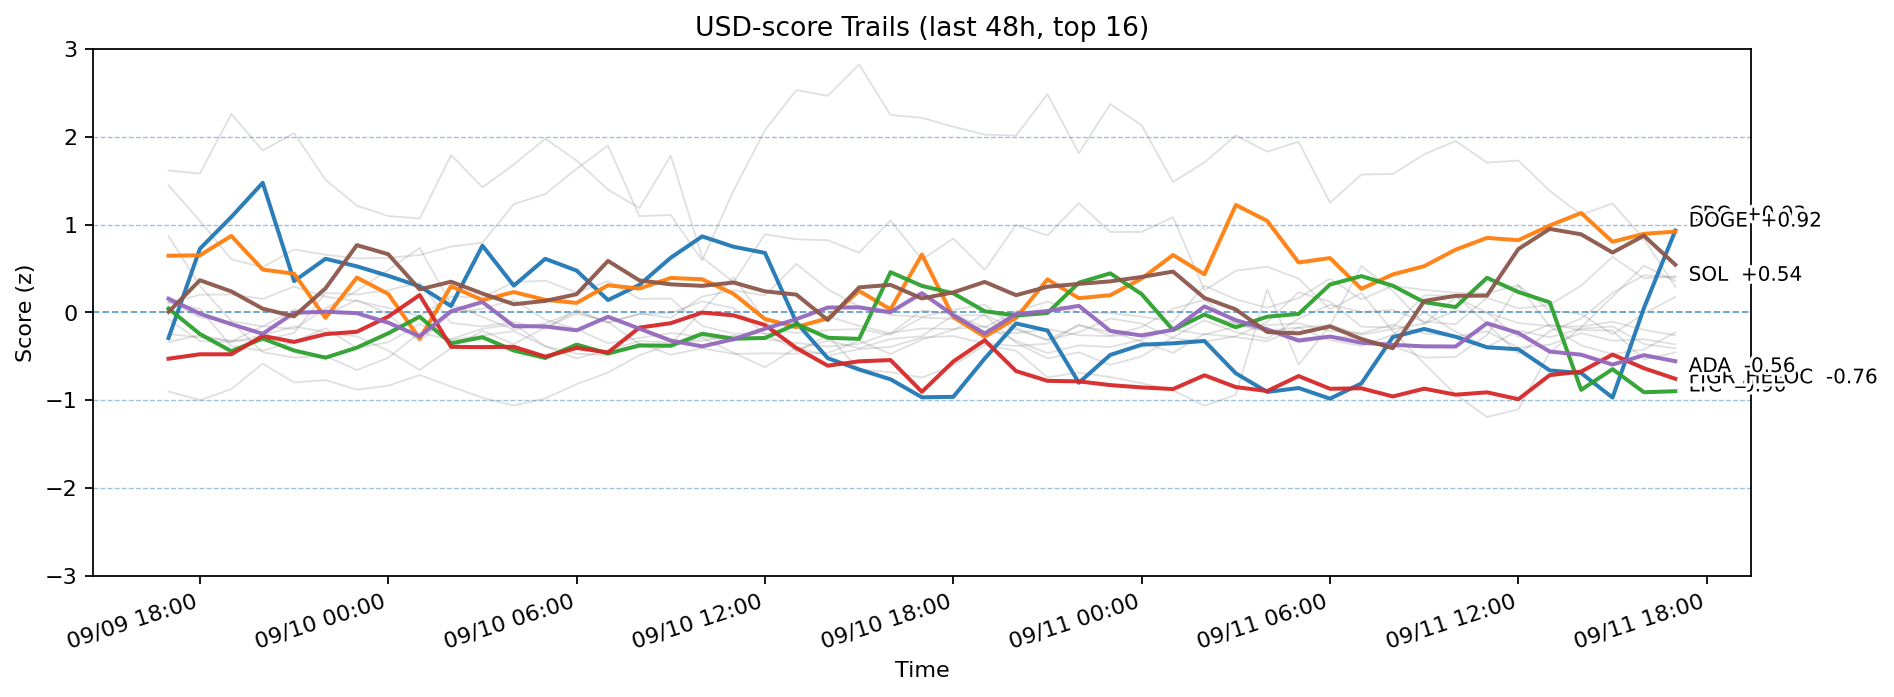 USD-score Trails (last 48h, top 16)
Score (z)
3
2
1
0
−1
−2
−3
DOGE +0.92
SOL +0.54
ADA -0.56
FIGR_HELOC -0.76
09/09 18:00
09/10 00:00
09/10 06:00
09/10 12:00
09/10 18:00
09/11 00:00
09/11 06:00
09/11 12:00
09/11 18:00
Time